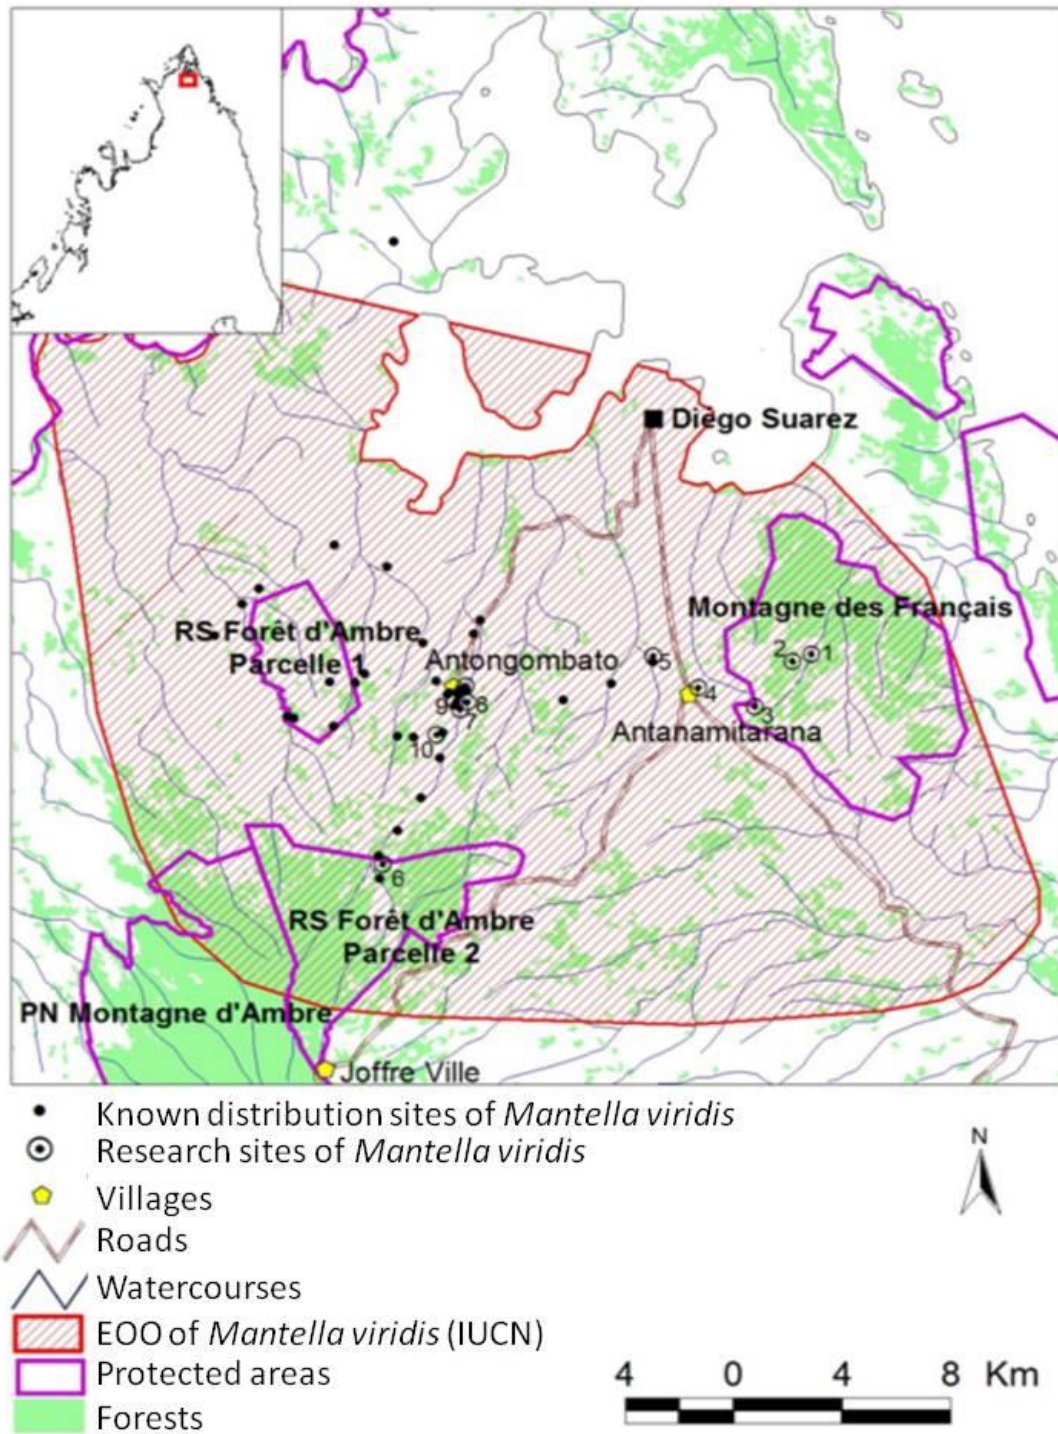 Diégo Suarez
Montagne des Français
RS Forêt d'Ambre
Parcelle 1
Antongombato
2
1
5
4
3
9
8
7
10
Antanamitarana
6
RS Forêt d'Ambre
Parcelle 2
PN Montagne d'Ambre
Joffre Ville
Known distribution sites of Mantella viridis
Research sites of Mantella viridis
Villages
Roads
Watercourses
EOO of Mantella viridis (IUCN)
Protected areas
Forests
N
4 0 4 8 Km